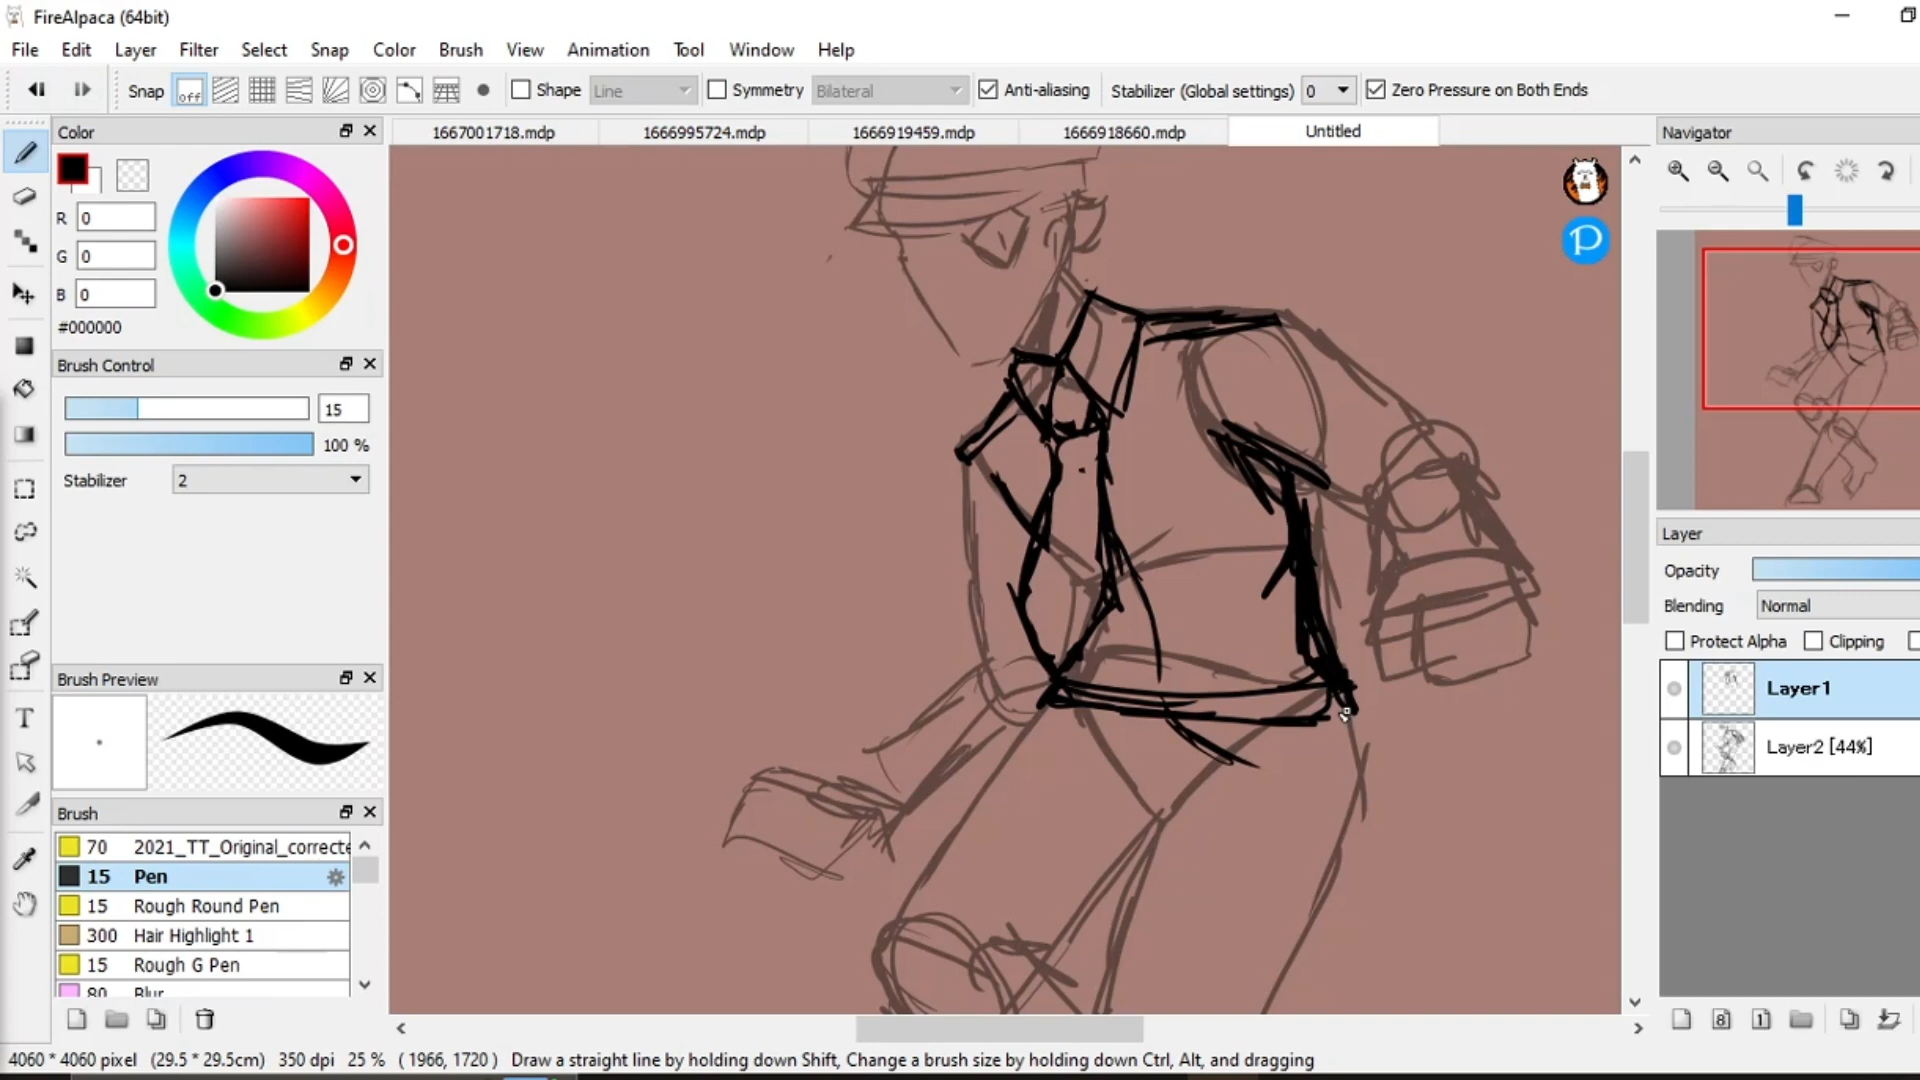 FireAlpaca (64bit)
File Edit Layer Filter Select Snap Color Brush View Animation Tool Window Help
Snap off Shape Line Symmetry Bilateral Anti-aliasing Stabilizer (Global settings) 0 Zero Pressure on Both Ends
Color
1667001718.mdp 1666995724.mdp 1666919459.mdp 1666918660.mdp Untitled
Navigator
R 0
G 0
B 0
#000000
Brush Control
15
100 %
Stabilizer 2
Layer
Opacity
Blending Normal
Protect Alpha Clipping
Layer1
Layer2 [44%]
Brush Preview
Brush
70 2021_TT_Original_correcte
15 Pen
15 Rough Round Pen
300 Hair Highlight 1
15 Rough G Pen
80 Blur
T
P
8
1
4060 * 4060 pixel (29.5 * 29.5cm) 350 dpi 25 % ( 1966, 1720 ) Draw a straight line by holding down Shift, Change a brush size by holding down Ctrl, Alt, and dragging